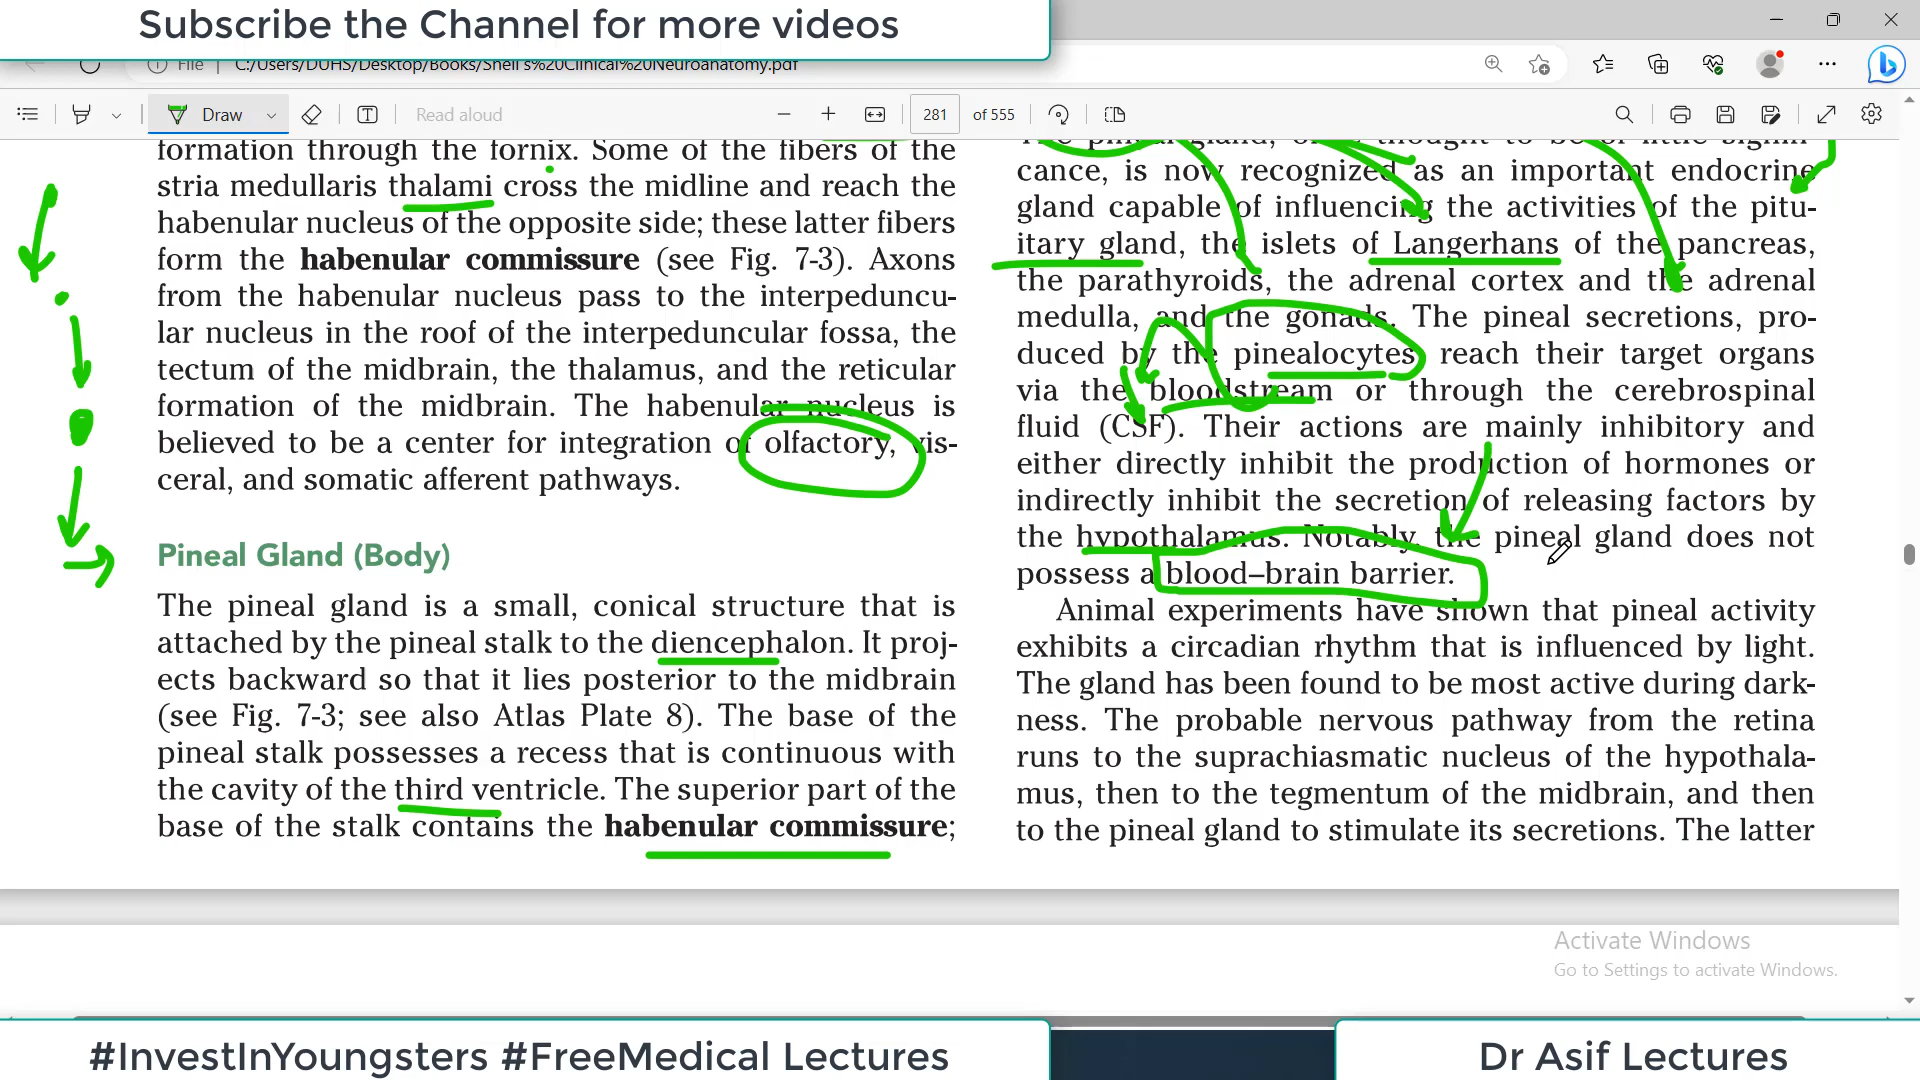 Subscribe the Channel for more videos
File
C:/Users/DUHS/Desktop/Books/Snell's%20Clinical%20Neuroanatomy.pdf
Draw
Read aloud
281 of 555
formation through the fornix. Some of the fibers of the
stria medullaris thalami cross the midline and reach the
habenular nucleus of the opposite side; these latter fibers
form the habenular commissure (see Fig. 7-3). Axons
from the habenular nucleus pass to the interpeduncu-
lar nucleus in the roof of the interpeduncular fossa, the
tectum of the midbrain, the thalamus, and the reticular
formation of the midbrain. The habenular nucleus is
believed to be a center for integration of olfactory, vis-
ceral, and somatic afferent pathways.
Pineal Gland (Body)
The pineal gland is a small, conical structure that is
attached by the pineal stalk to the diencephalon. It proj-
ects backward so that it lies posterior to the midbrain
(see Fig. 7-3; see also Atlas Plate 8). The base of the
pineal stalk possesses a recess that is continuous with
the cavity of the third ventricle. The superior part of the
base of the stalk contains the habenular commissure;
The pineal gland, once thought to be of little signifi-
cance, is now recognized as an important endocrine
gland capable of influencing the activities of the pitu-
itary gland, the islets of Langerhans of the pancreas,
the parathyroids, the adrenal cortex and the adrenal
medulla, and the gonads. The pineal secretions, pro-
duced by the pinealocytes, reach their target organs
via the bloodstream or through the cerebrospinal
fluid (CSF). Their actions are mainly inhibitory and
either directly inhibit the production of hormones or
indirectly inhibit the secretion of releasing factors by
the hypothalamus. Notably, the pineal gland does not
possess a blood–brain barrier.
Animal experiments have shown that pineal activity
exhibits a circadian rhythm that is influenced by light.
The gland has been found to be most active during dark-
ness. The probable nervous pathway from the retina
runs to the suprachiasmatic nucleus of the hypothala-
mus, then to the tegmentum of the midbrain, and then
to the pineal gland to stimulate its secretions. The latter
Activate Windows
Go to Settings to activate Windows.
#InvestInYoungsters #FreeMedical Lectures
Dr Asif Lectures